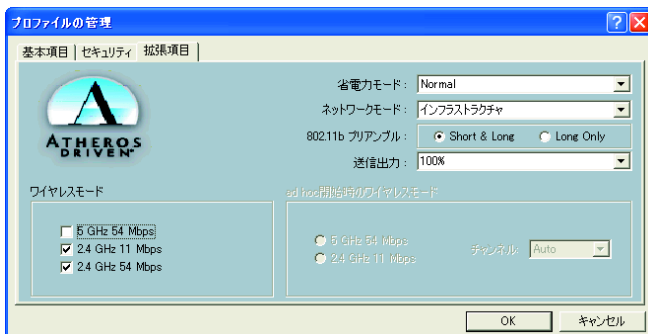 プロファイルの管理
基本項目 セキュリティ 拡張項目
省電力モード: Normal
ネットワークモード: インフラストラクチャ
802.11b プリアンブル: Short & Long Long Only
送信出力: 100%
ATHEROS
DRIVEN
ワイヤレスモード
5 GHz 54 Mbps
2.4 GHz 11 Mbps
2.4 GHz 54 Mbps
ad hoc開始時のワイヤレスモード
5 GHz 54 Mbps
2.4 GHz 11 Mbps
チャンネル: Auto
OK キャンセル